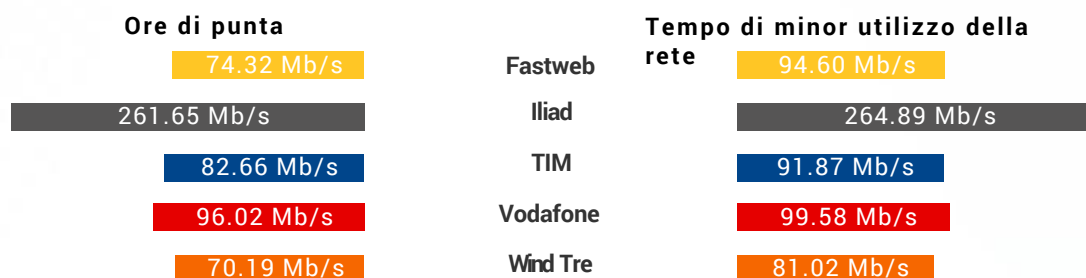 Ore di punta
Tempo di minor utilizzo della
rete
74.32 Mb/s
Fastweb
94.60 Mb/s
261.65 Mb/s
Iliad
264.89 Mb/s
82.66 Mb/s
TIM
91.87 Mb/s
96.02 Mb/s
Vodafone
99.58 Mb/s
70.19 Mb/s
Wind Tre
81.02 Mb/s